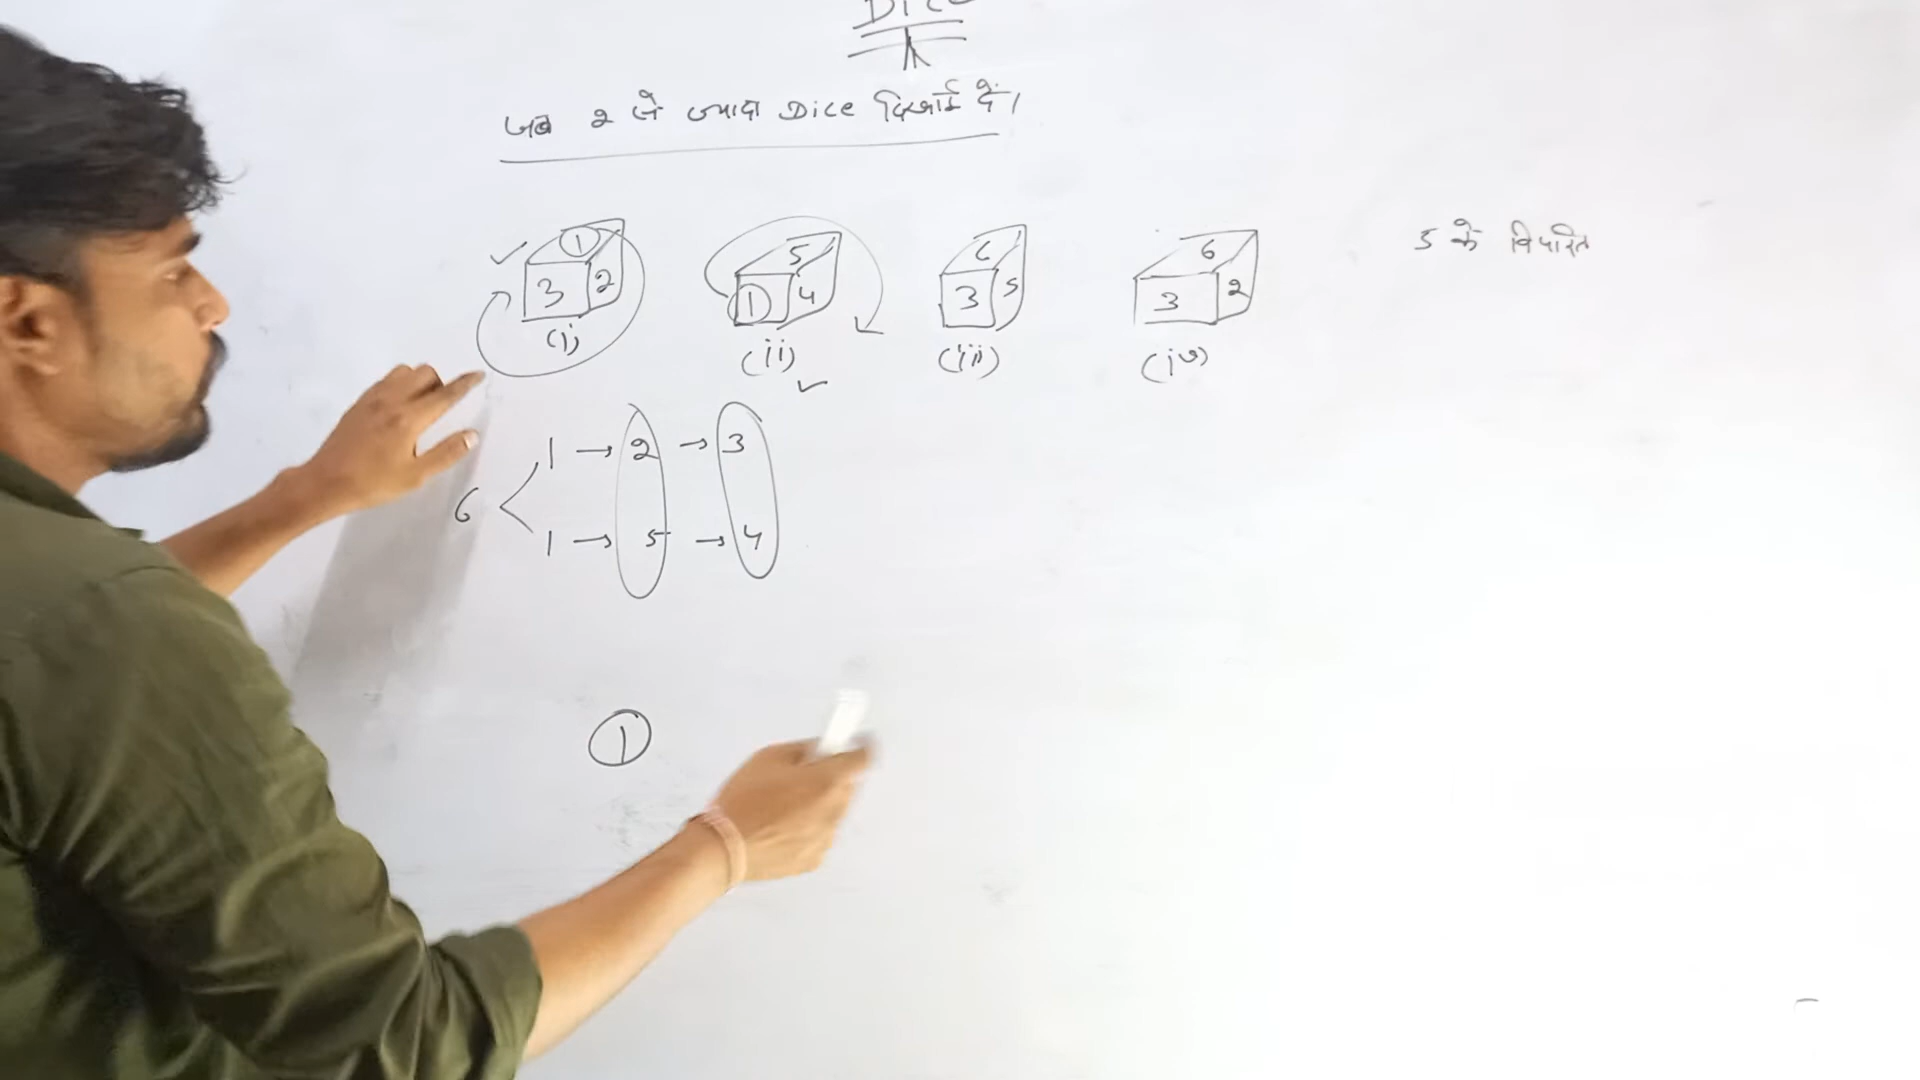 Dice
जब 2 से ज्यादा Dice दिखाई दे।
1 3 2
(i)
5 1 4
(ii)
6 3 5
(iii)
6 3 2
(iv)
5 के विपरित
1 → 2 → 3
6
1 → 5 → 4
1